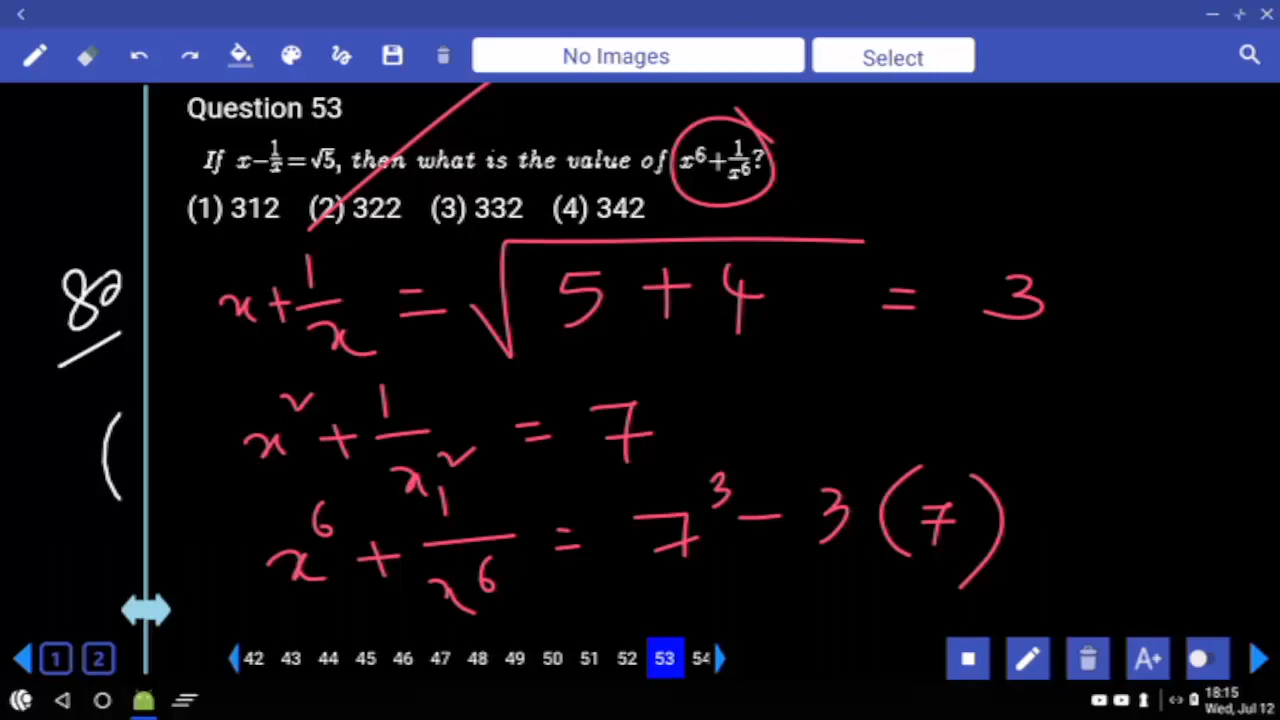 No Images
Select
Question 53
If x − 1/x = √5, then what is the value of x⁶ + 1/x⁶?
(1) 312 (2) 322 (3) 332 (4) 342
80
x + 1/x = √(5 + 4) = 3
(
x² + 1/x² = 7
x⁶ + 1/x⁶ = 7³ − 3(7)
1 2 42 43 44 45 46 47 48 49 50 51 52 53 54 A+
18:15
Wed, Jul 12